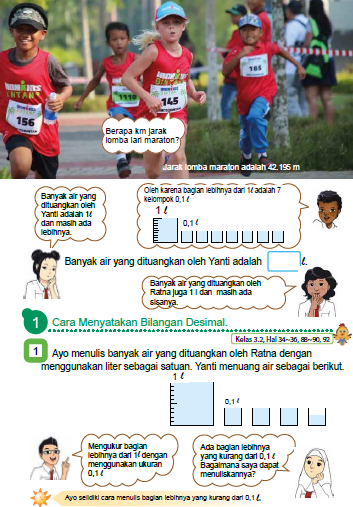 156
1119
145
185
Berapa km jarak
lomba lari maraton?
Jarak lomba maraton adalah 42.195 m
Banyak air yang
dituangkan oleh
Yanti adalah 1ℓ
dan masih ada
lebihnya.
Oleh karena bagian lebihnya dari 1ℓ adalah 7
kelompok 0,1 ℓ
1 ℓ
0,1 ℓ
Banyak air yang dituangkan oleh Yanti adalah ℓ.
Banyak air yang dituangkan oleh
Ratna juga 1 l dan masih ada
sisanya.
1 Cara Menyatakan Bilangan Desimal.
Kelas 3.2, Hal 34~36, 88~90, 92
1 Ayo menulis banyak air yang dituangkan oleh Ratna dengan
menggunakan liter sebagai satuan. Yanti menuang air sebagai berikut.
1 ℓ
0,1 ℓ
Mengukur bagian
lebihnya dari 1ℓ dengan
menggunakan ukuran
0,1 ℓ
Ada bagian lebihnya
yang kurang dari 0,1 ℓ
Bagaimana saya dapat
menuliskannya?
Ayo selidiki cara menulis bagian lebihnya yang kurang dari 0,1 ℓ.